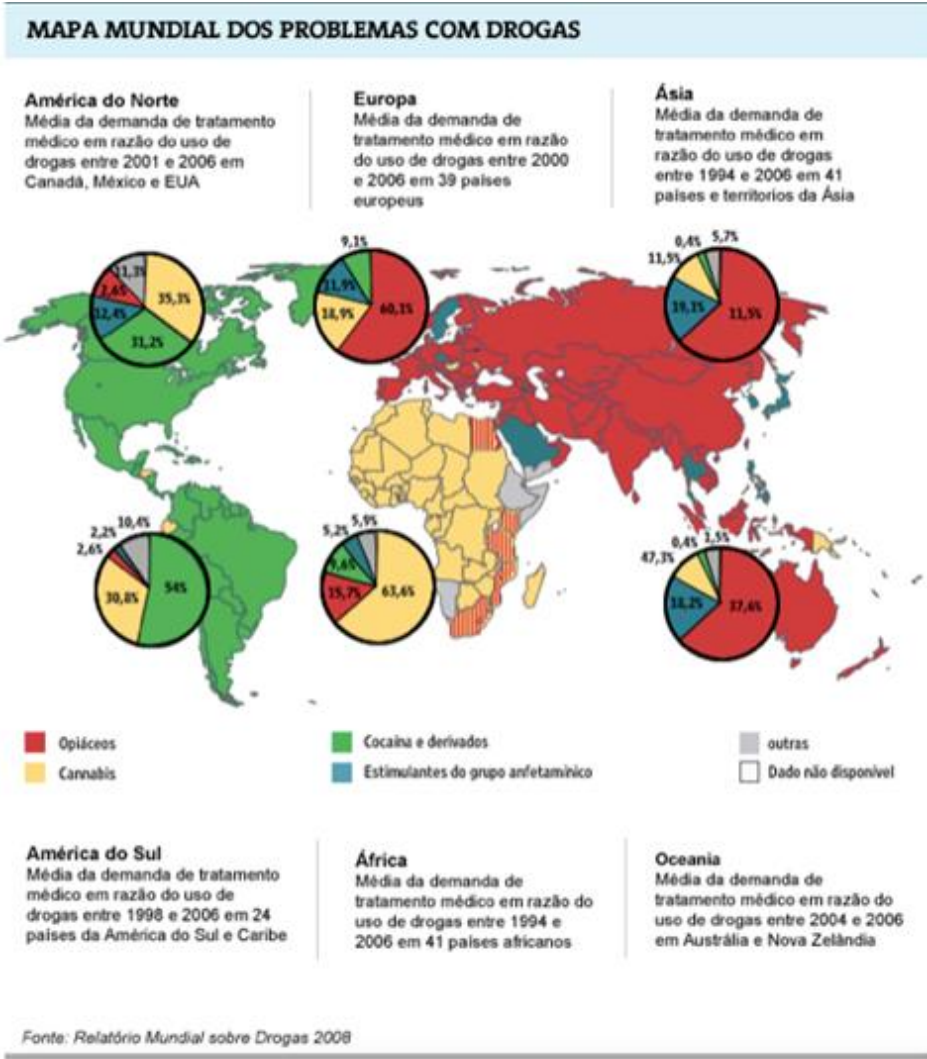 MAPA MUNDIAL DOS PROBLEMAS COM DROGAS
América do Norte
Média da demanda de tratamento
médico em razão do uso de
drogas entre 2001 e 2006 em
Canadá, México e EUA
Europa
Média da demanda de
tratamento médico em razão
do uso de drogas entre 2000
e 2006 em 39 países
europeus
Ásia
Média da demanda de
tratamento médico em
razão do uso de drogas
entre 1994 e 2006 em 41
países e territorios da Ásia
11,3%
35,3%
12,4%
31,2%
9,1%
11,9%
18,9%
60,1%
5,7%
0,4%
11,5%
19,1%
11,5%
10,4%
2,2%
2,6%
30,8%
54%
5,9%
5,2%
9,6%
15,7%
63,6%
0,4%
47,3%
18,2%
37,6%
Opiáceos
Cannabis
Cocaína e derivados
Estimulantes do grupo anfetamínico
outras
Dado não disponível
América do Sul
Média da demanda de tratamento
médico em razão do uso de
drogas entre 1998 e 2006 em 24
países da América do Sul e Caribe
África
Média da demanda de
tratamento médico em razão do
uso de drogas entre 1994 e
2006 em 41 países africanos
Oceania
Média da demanda de
tratamento médico em razão do
uso de drogas entre 2004 e 2006
em Austrália e Nova Zelândia
Fonte: Relatório Mundial sobre Drogas 2008